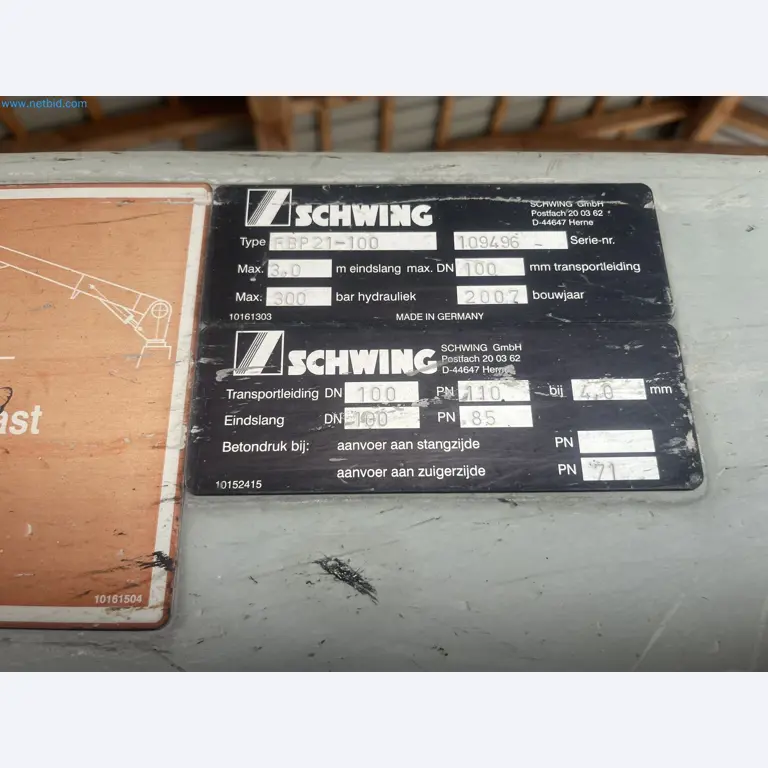 www.netbid.com
SCHWING
SCHWING GmbH
Postfach 20 03 62
D-44647 Herne
Type 21-100 109496 Serie-nr.
Max. 3.0 m eindslang max. DN 100 mm transportleiding
Max. 300 bar hydrauliek 2007 bouwjaar
10161303 MADE IN GERMANY
SCHWING
SCHWING GmbH
Postfach 20 03 62
D-44647 Herne
Transportleiding DN 100 PN 110 bij 4.0 mm
Eindslang DN 100 PN 85
Betondruk bij: aanvoer aan stangzijde PN
aanvoer aan zuigerzijde PN 71
10152415
10161504